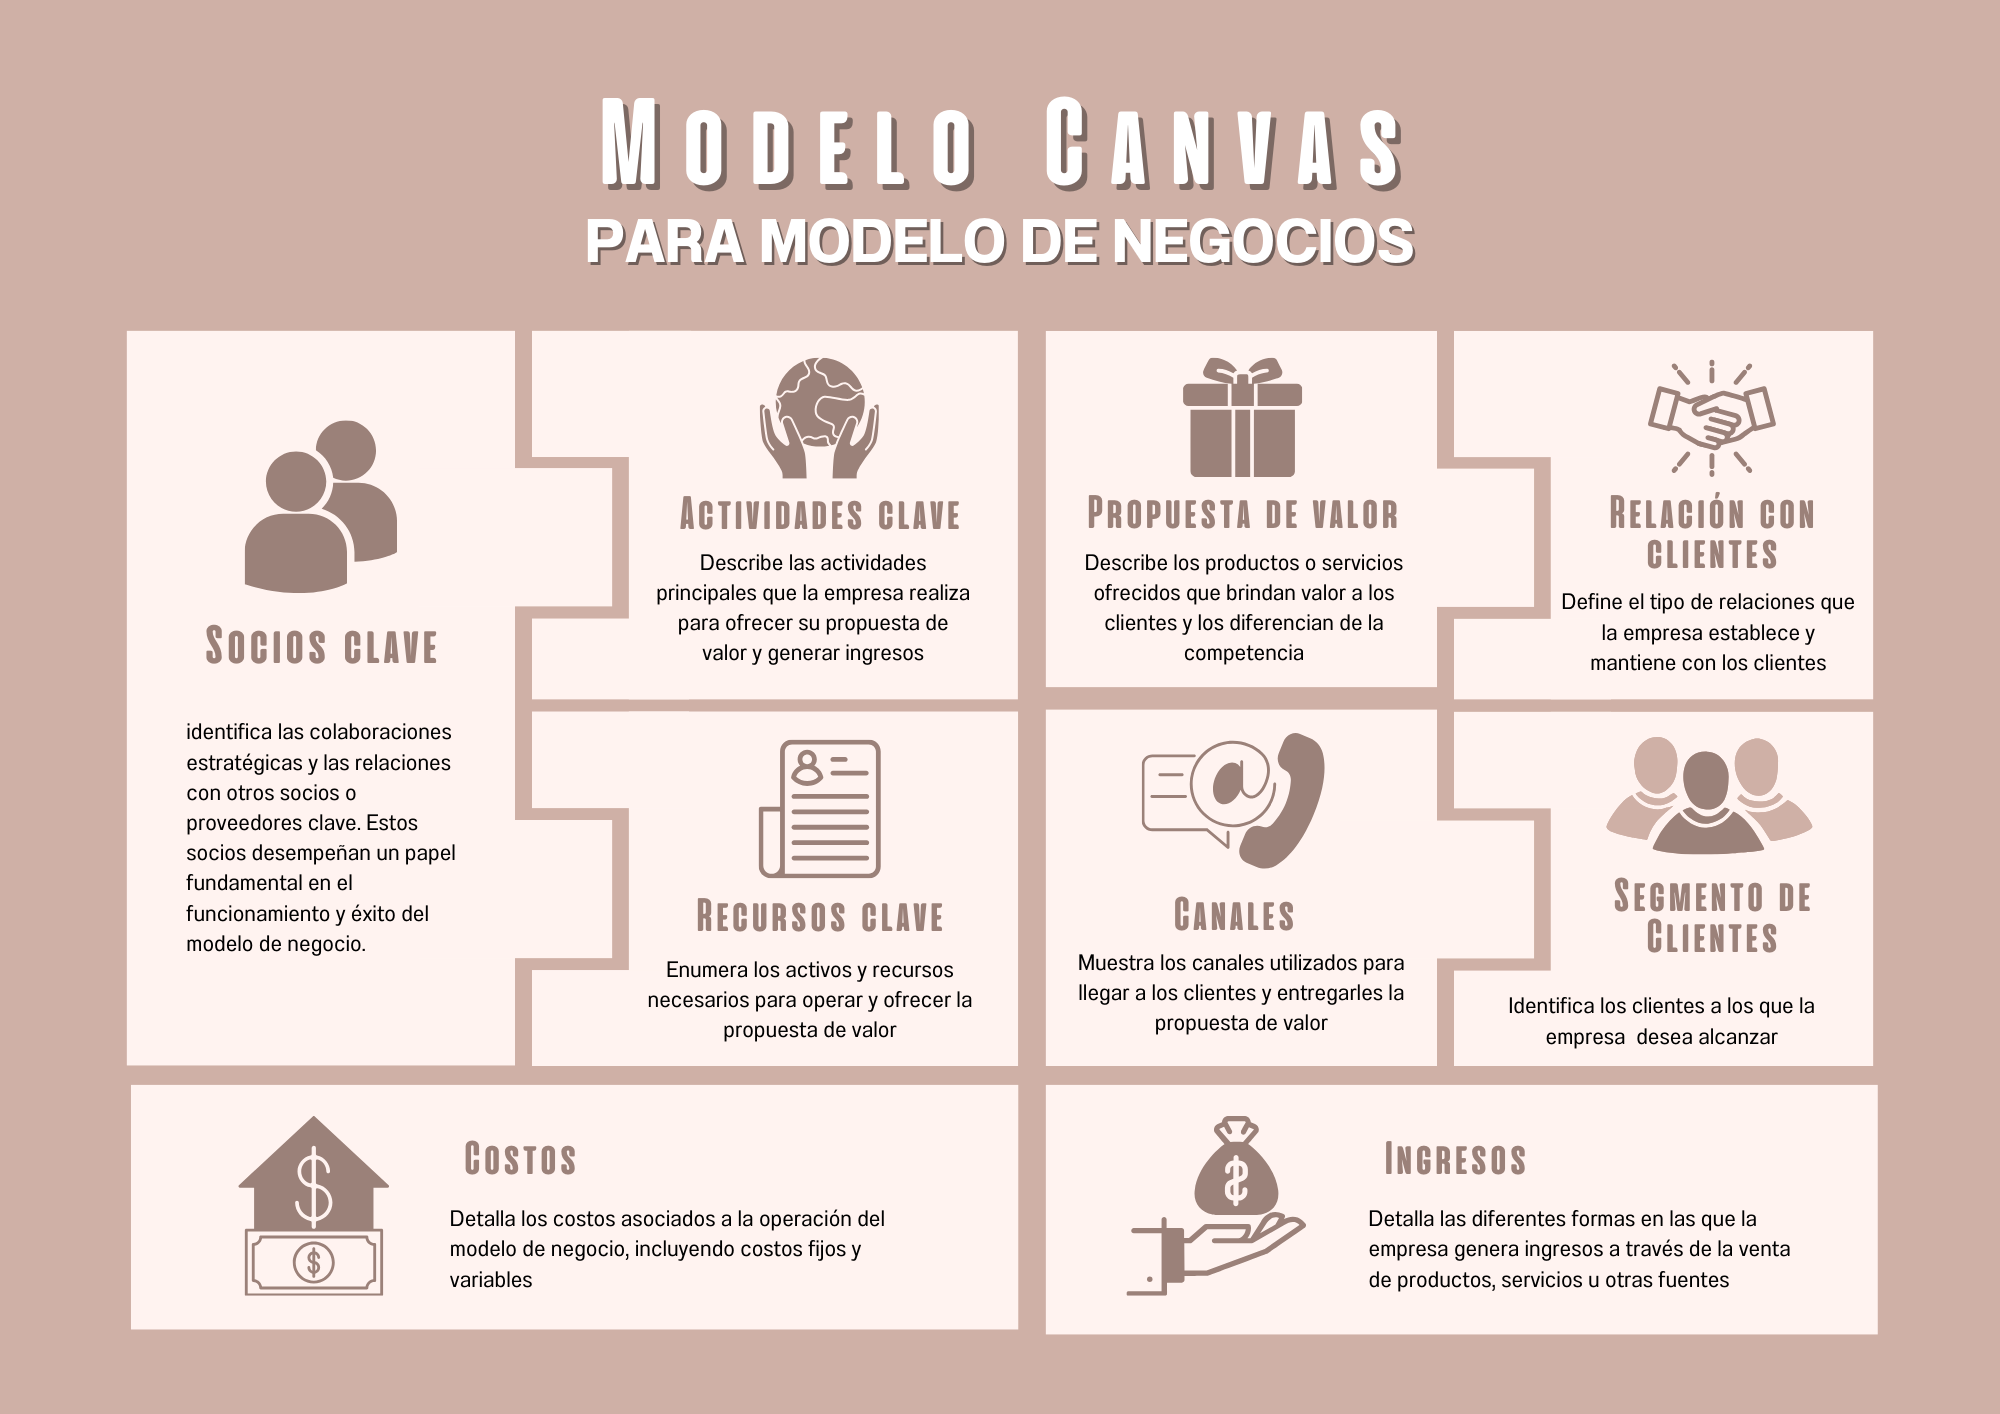 Modelo Canvas
PARA MODELO DE NEGOCIOS
Socios clave
identifica las colaboraciones
estratégicas y las relaciones
con otros socios o
proveedores clave. Estos
socios desempeñan un papel
fundamental en el
funcionamiento y éxito del
modelo de negocio.
Actividades clave
Describe las actividades
principales que la empresa realiza
para ofrecer su propuesta de
valor y generar ingresos
Recursos clave
Enumera los activos y recursos
necesarios para operar y ofrecer la
propuesta de valor
Propuesta de valor
Describe los productos o servicios
ofrecidos que brindan valor a los
clientes y los diferencian de la
competencia
Canales
Muestra los canales utilizados para
llegar a los clientes y entregarles la
propuesta de valor
Relación con
clientes
Define el tipo de relaciones que
la empresa establece y
mantiene con los clientes
Segmento de
Clientes
Identifica los clientes a los que la
empresa  desea alcanzar
Costos
Detalla los costos asociados a la operación del
modelo de negocio, incluyendo costos fijos y
variables
Ingresos
Detalla las diferentes formas en las que la
empresa genera ingresos a través de la venta
de productos, servicios u otras fuentes